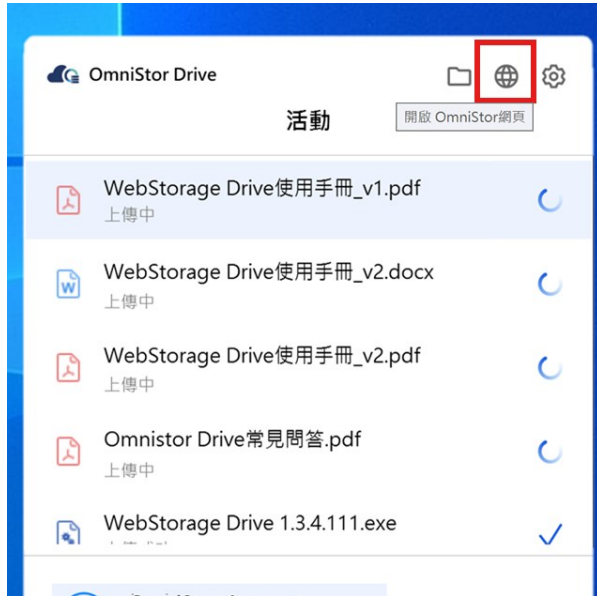 OmniStor Drive
活動
開啟 OmniStor網頁
WebStorage Drive使用手冊_v1.pdf
上傳中
WebStorage Drive使用手冊_v2.docx
上傳中
WebStorage Drive使用手冊_v2.pdf
上傳中
Omnistor Drive常見問答.pdf
上傳中
WebStorage Drive 1.3.4.111.exe